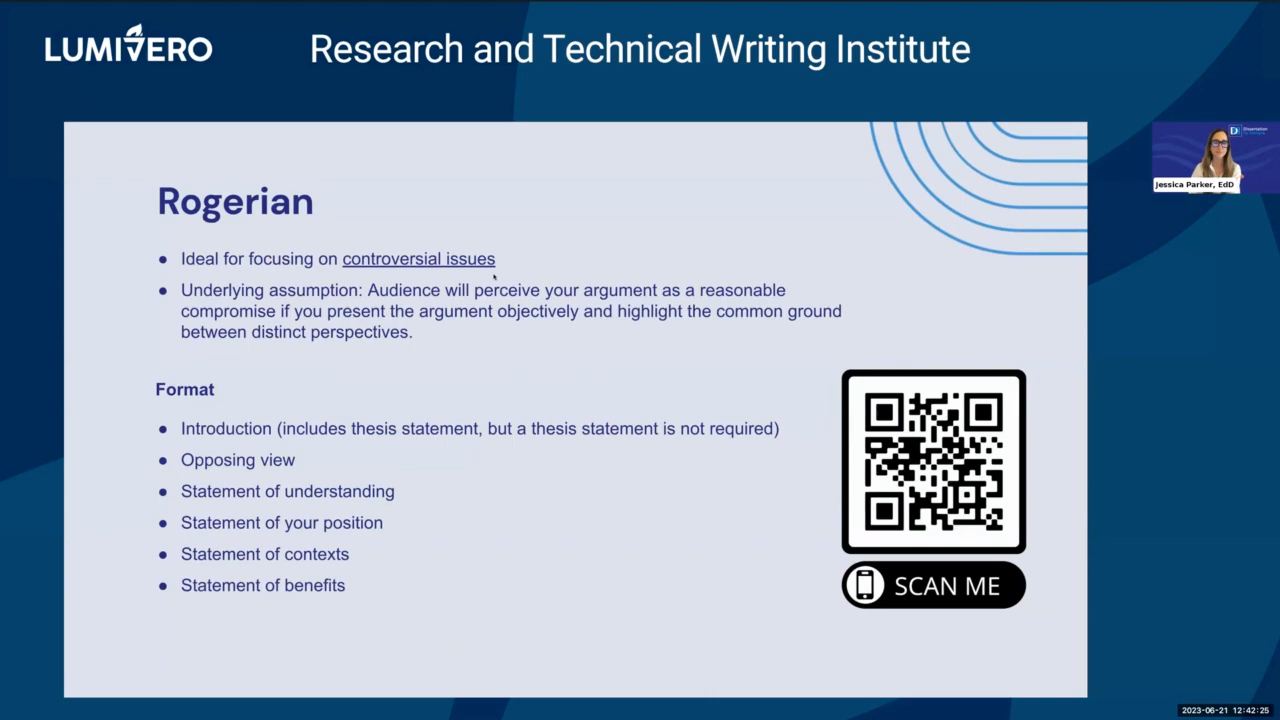 LUMIVERO
Research and Technical Writing Institute
Jessica Parker, EdD
Rogerian
● Ideal for focusing on controversial issues
● Underlying assumption: Audience will perceive your argument as a reasonable
compromise if you present the argument objectively and highlight the common ground
between distinct perspectives.
Format
● Introduction (includes thesis statement, but a thesis statement is not required)
● Opposing view
● Statement of understanding
● Statement of your position
● Statement of contexts
● Statement of benefits
SCAN ME
2023-06-21 12:42:25